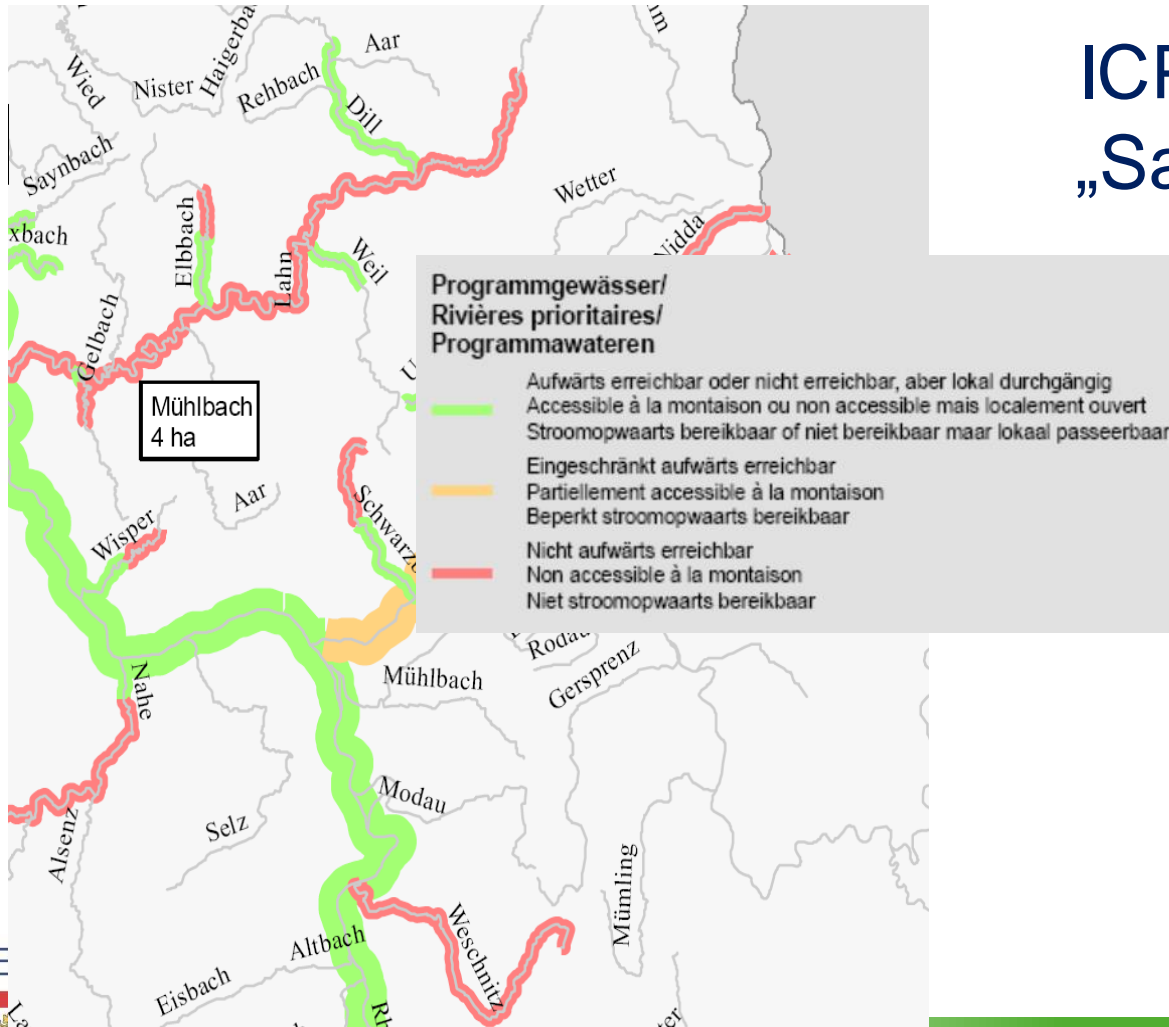 ICP
„Sa
Aar
Haigerba
Wied
Nister
Rehbach
Dill
Saynbach
Wetter
xbach
Elbbach
Nidda
Weil
Lahn
Gelbach
Programmgewässer/
Rivières prioritaires/
Programmawateren
Aufwärts erreichbar oder nicht erreichbar, aber lokal durchgängig
Accessible à la montaison ou non accessible mais localement ouvert
Stroomopwaarts bereikbaar of niet bereikbaar maar lokaal passeerbaar
Eingeschränkt aufwärts erreichbar
Partiellement accessible à la montaison
Beperkt stroomopwaarts bereikbaar
Nicht aufwärts erreichbar
Non accessible à la montaison
Niet stroomopwaarts bereikbaar
Mühlbach
4 ha
Aar
Schwarzb
Wisper
Rodau
Mühlbach
Gersprenz
Nahe
Modau
Selz
Alsenz
Mümling
Weschnitz
Altbach
Eisbach
Rh